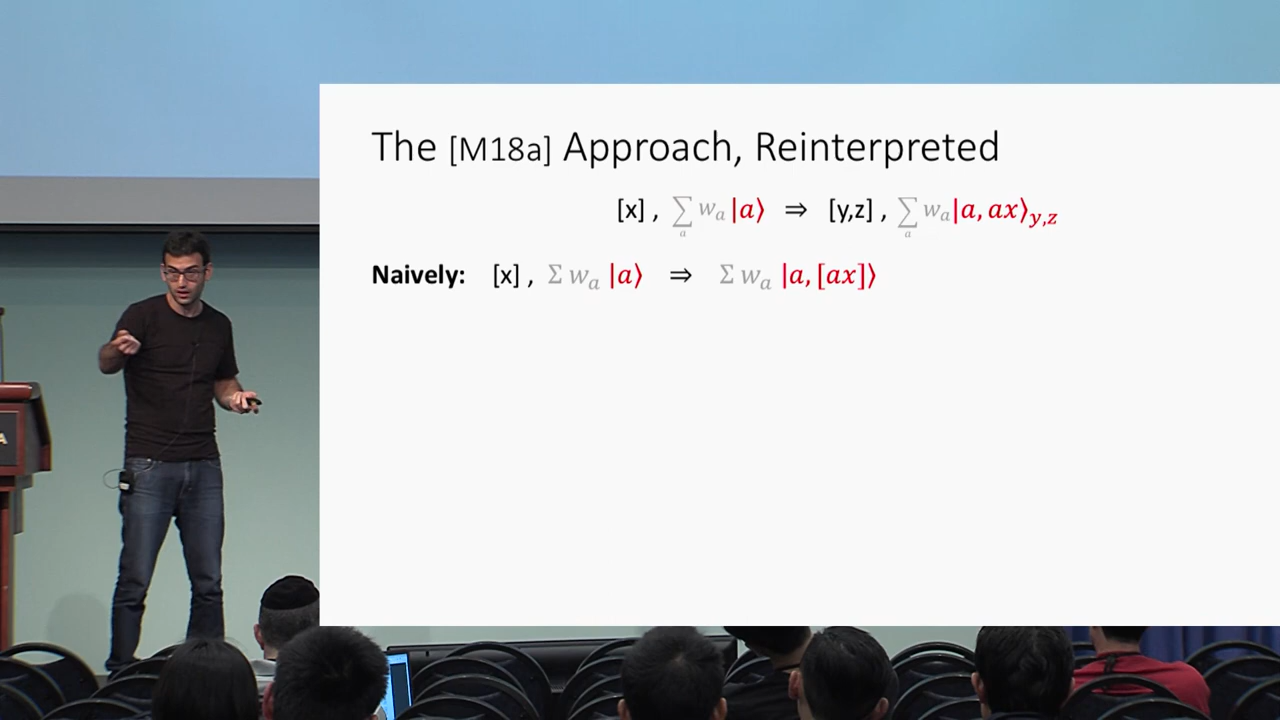 The [M18a] Approach, Reinterpreted
[x] , ∑ₐ wₐ|a⟩ ⇒ [y,z] , ∑ₐ wₐ|a, ax⟩y,z
Naively: [x] , Σ wₐ |a⟩ ⇒ Σ wₐ |a, [ax]⟩
A